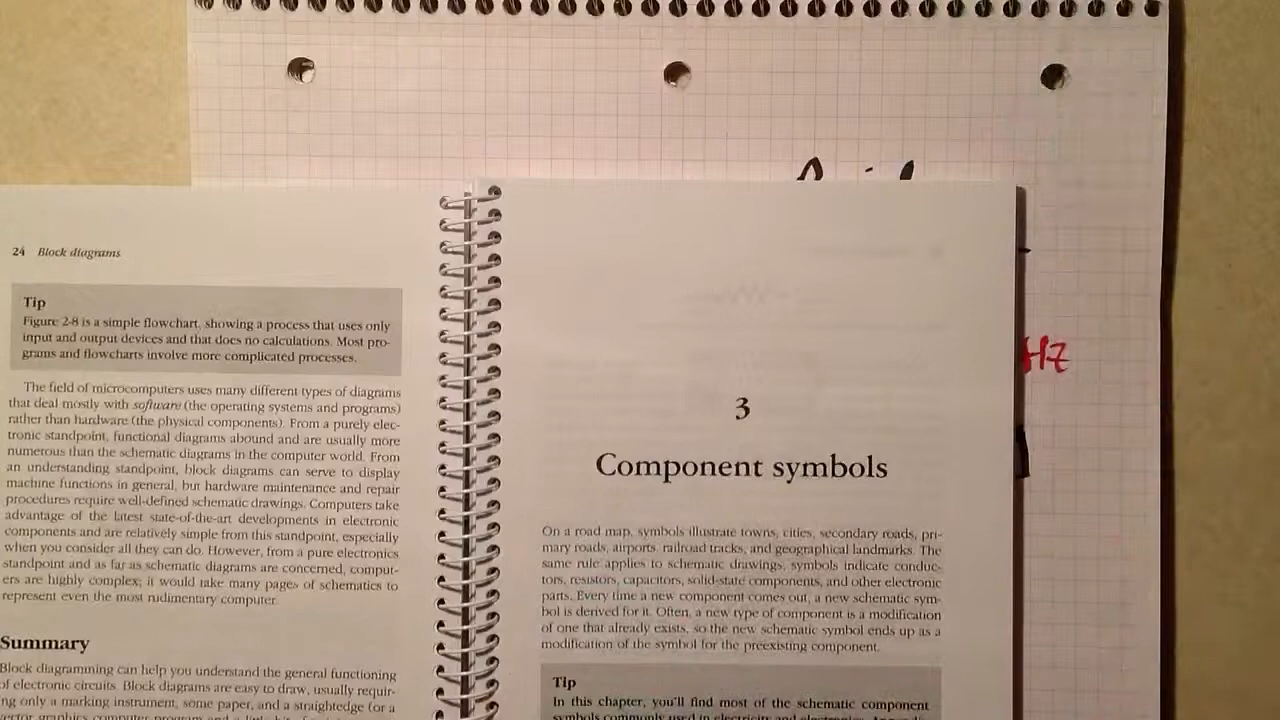 24 Block diagrams
Tip
Figure 2-8 is a simple flowchart, showing a process that uses only
input and output devices and that does no calculations. Most pro-
grams and flowcharts involve more complicated processes.
The field of microcomputers uses many different types of diagrams
that deal mostly with software (the operating systems and programs)
rather than hardware (the physical components). From a purely elec-
tronic standpoint, functional diagrams abound and are usually more
numerous than the schematic diagrams in the computer world. From
an understanding standpoint, block diagrams can serve to display
machine functions in general, but hardware maintenance and repair
procedures require well-defined schematic drawings. Computers take
advantage of the latest state-of-the-art developments in electronic
components and are relatively simple from this standpoint, especially
when you consider all they can do. However, from a pure electronics
standpoint and as far as schematic diagrams are concerned, comput-
ers are highly complex; it would take many pages of schematics to
represent even the most rudimentary computer.
Summary
Block diagramming can help you understand the general functioning
of electronic circuits. Block diagrams are easy to draw, usually requir-
ing only a marking instrument, some paper, and a straightedge (or a
vector graphics computer program and a little bit of
3
Component symbols
On a road map, symbols illustrate towns, cities, secondary roads, pri-
mary roads, airports, railroad tracks, and geographical landmarks. The
same rule applies to schematic drawings, symbols indicate conduc-
tors, resistors, capacitors, solid-state components, and other electronic
parts. Every time a new component comes out, a new schematic sym-
bol is derived for it. Often, a new type of component is a modification
of one that already exists, so the new schematic symbol ends up as a
modification of the symbol for the preexisting component.
Tip
In this chapter, you'll find most of the schematic component
symbols commonly used in electricity and electronics.
HZ